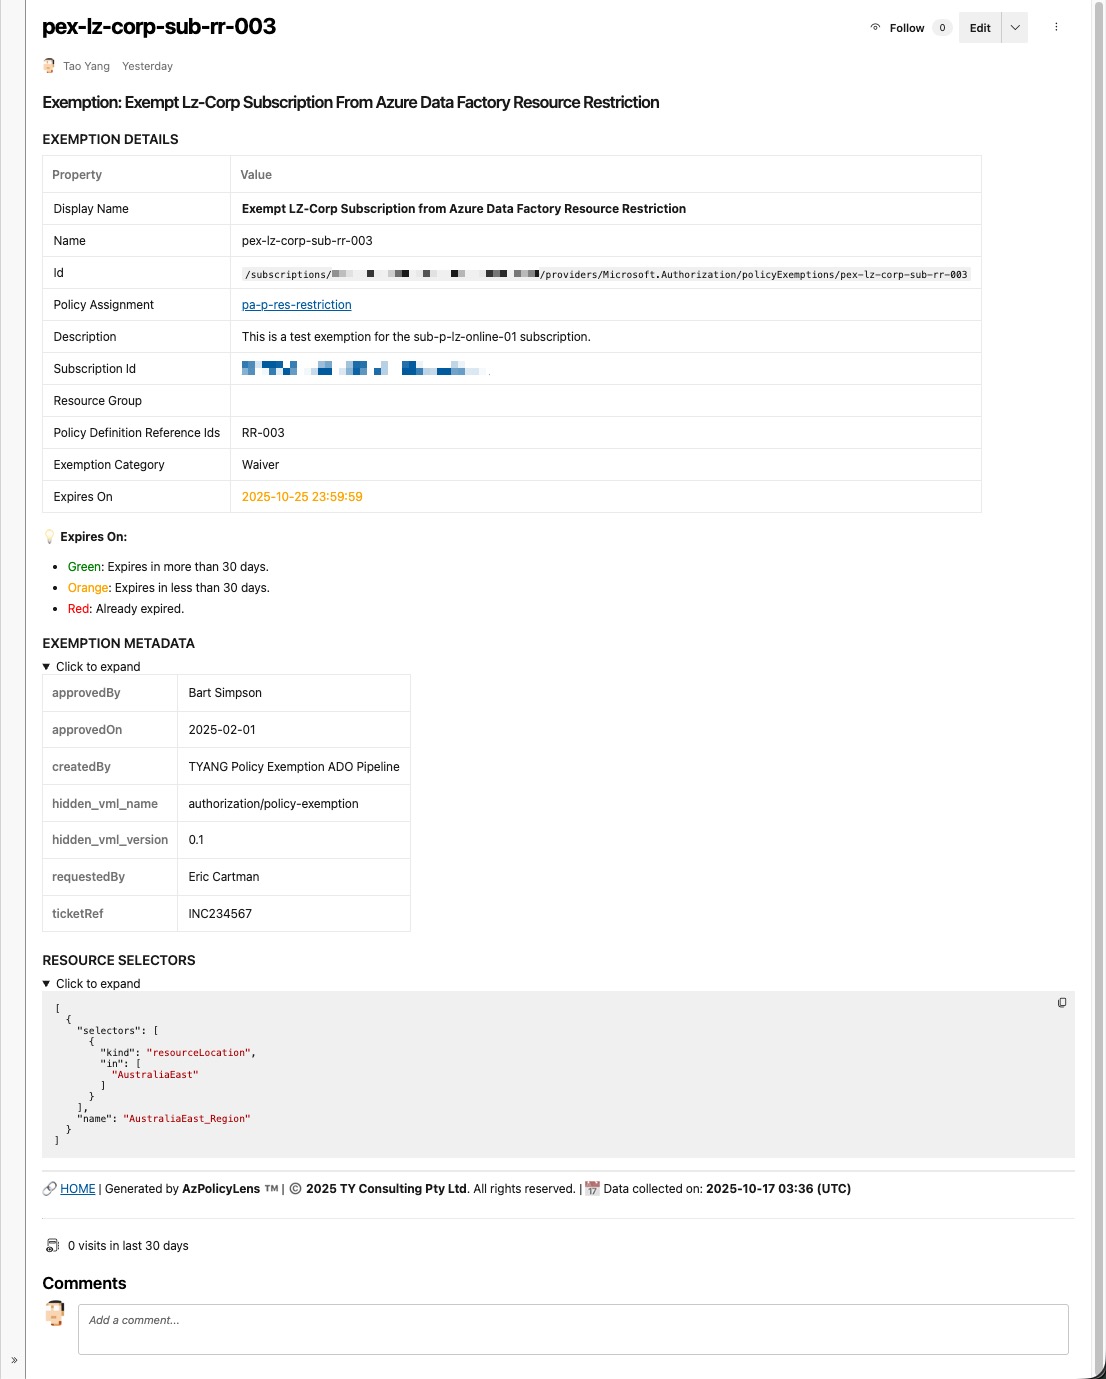 pex-lz-corp-sub-rr-003
Follow 0 Edit
Tao Yang Yesterday
Exemption: Exempt Lz-Corp Subscription From Azure Data Factory Resource Restriction
EXEMPTION DETAILS
Property Value
Display Name Exempt LZ-Corp Subscription from Azure Data Factory Resource Restriction
Name pex-lz-corp-sub-rr-003
Id /subscriptions/ /providers/Microsoft.Authorization/policyExemptions/pex-lz-corp-sub-rr-003
Policy Assignment pa-p-res-restriction
Description This is a test exemption for the sub-p-lz-online-01 subscription.
Subscription Id
Resource Group
Policy Definition Reference Ids RR-003
Exemption Category Waiver
Expires On 2025-10-25 23:59:59
💡 Expires On:
• Green: Expires in more than 30 days.
• Orange: Expires in less than 30 days.
• Red: Already expired.
EXEMPTION METADATA
▼ Click to expand
approvedBy Bart Simpson
approvedOn 2025-02-01
createdBy TYANG Policy Exemption ADO Pipeline
hidden_vml_name authorization/policy-exemption
hidden_vml_version 0.1
requestedBy Eric Cartman
ticketRef INC234567
RESOURCE SELECTORS
▼ Click to expand
[
{
"selectors": [
{
"kind": "resourceLocation",
"in": [
"AustraliaEast"
]
}
],
"name": "AustraliaEast_Region"
}
]
🔗 HOME | Generated by AzPolicyLens ™ | © 2025 TY Consulting Pty Ltd. All rights reserved. | 📅 Data collected on: 2025-10-17 03:36 (UTC)
0 visits in last 30 days
Comments
Add a comment...
»